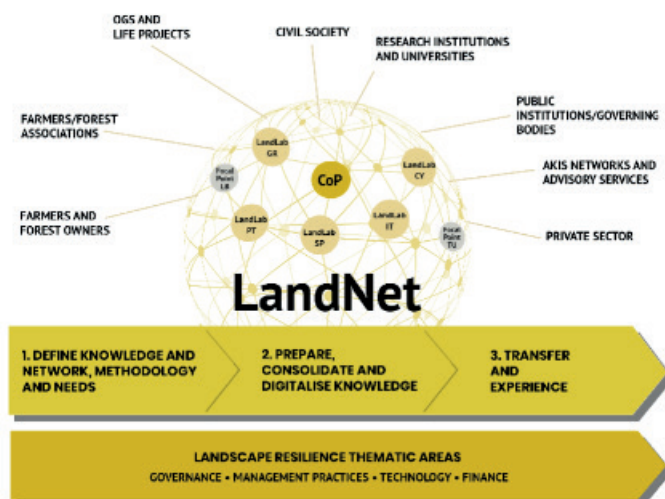 OGS AND
LIFE PROJECTS
CIVIL SOCIETY
RESEARCH INSTITUTIONS
AND UNIVERSITIES
PUBLIC
INSTITUTIONS/GOVERNING
BODIES
FARMERS/FOREST
ASSOCIATIONS
AKIS NETWORKS AND
ADVISORY SERVICES
FARMERS AND
FOREST OWNERS
PRIVATE SECTOR
LandLab
GR
Focal
Point
LB
CoP
LandLab
CY
LandLab
PT
LandLab
SP
LandLab
IT
Focal
Point
TU
LandNet
1. DEFINE KNOWLEDGE AND
NETWORK, METHODOLOGY
AND NEEDS
2. PREPARE,
CONSOLIDATE AND
DIGITALISE KNOWLEDGE
3. TRANSFER
AND
EXPERIENCE
LANDSCAPE RESILIENCE THEMATIC AREAS
GOVERNANCE • MANAGEMENT PRACTICES • TECHNOLOGY • FINANCE